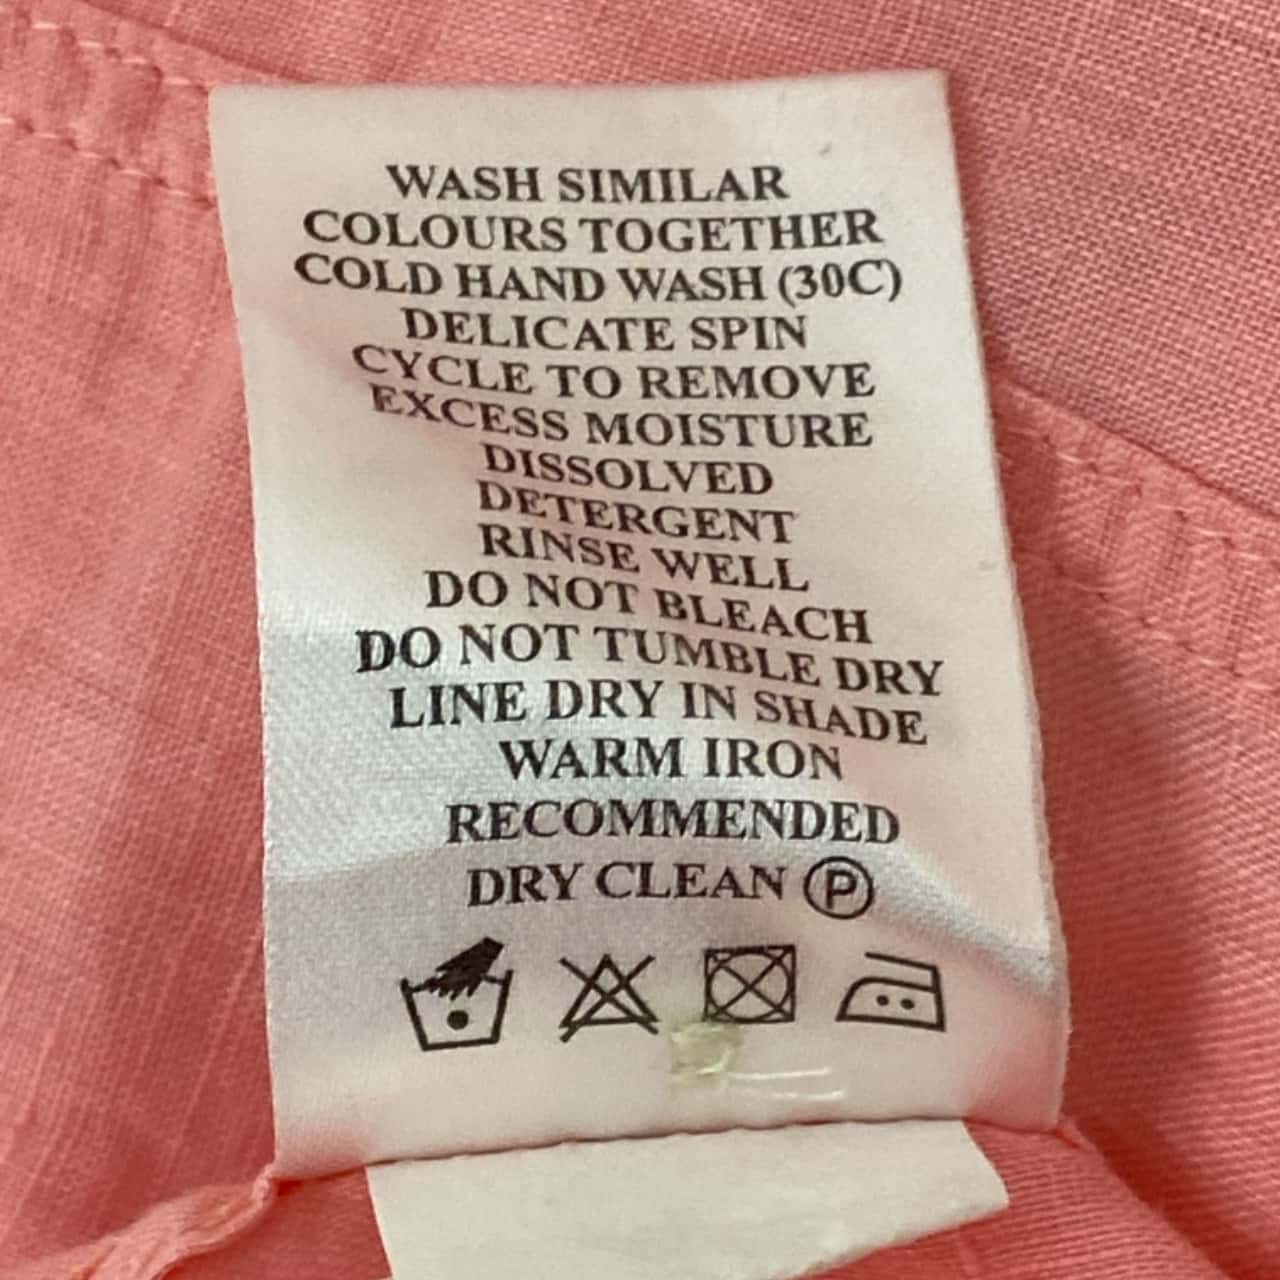 WASH SIMILAR
COLOURS TOGETHER
COLD HAND WASH (30C)
DELICATE SPIN
CYCLE TO REMOVE
EXCESS MOISTURE
DISSOLVED
DETERGENT
RINSE WELL
DO NOT BLEACH
DO NOT TUMBLE DRY
LINE DRY IN SHADE
WARM IRON
RECOMMENDED
DRY CLEAN Ⓟ